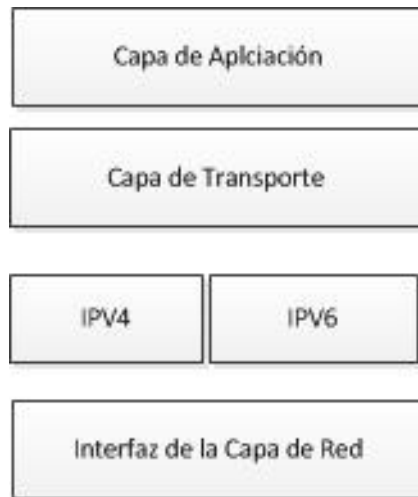 Capa de Aplciación
Capa de Transporte
IPV4
IPV6
Interfaz de la Capa de Red